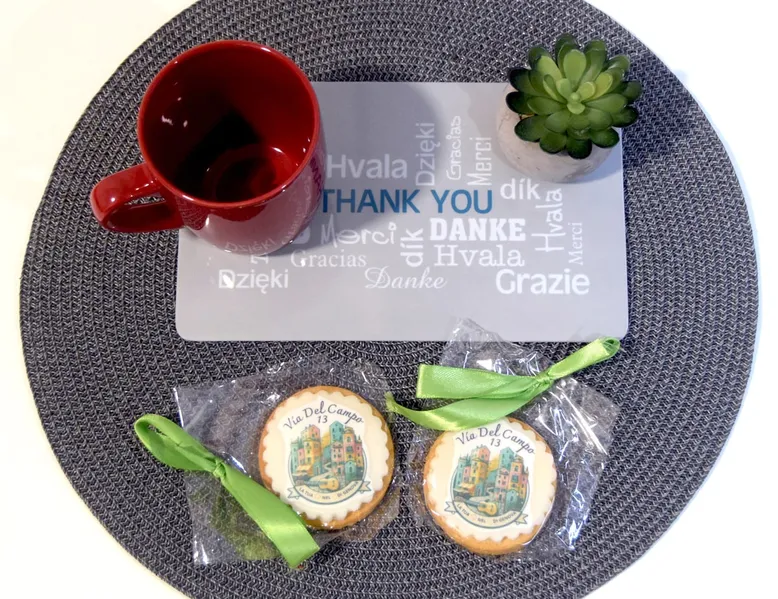 Hvala
Dzięki
Gracias
Merci
THANK YOU
dík
Hvala
Merci
DANKE
dík
Gracias
Hvala
Merci
Dzięki
Danke
Grazie
Via Del Campo
13
Via Del Campo
13